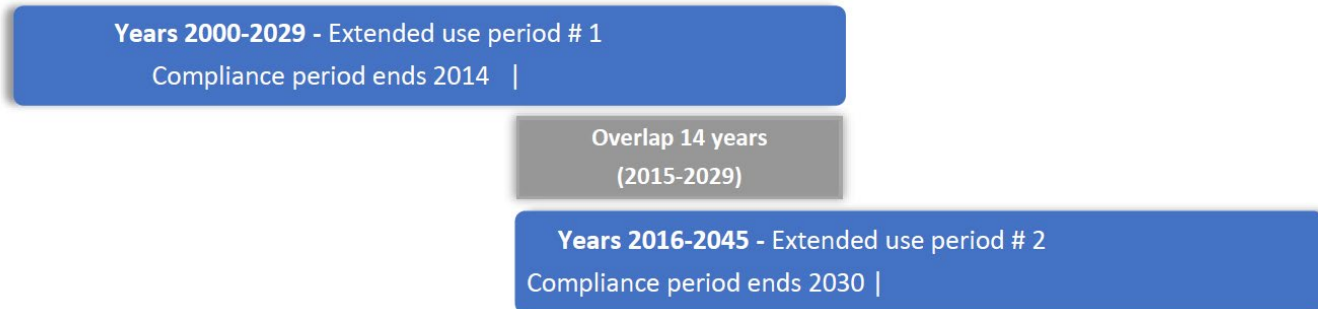 Years 2000-2029 - Extended use period # 1
Compliance period ends 2014 |
Overlap 14 years
(2015-2029)
Years 2016-2045 - Extended use period # 2
Compliance period ends 2030 |